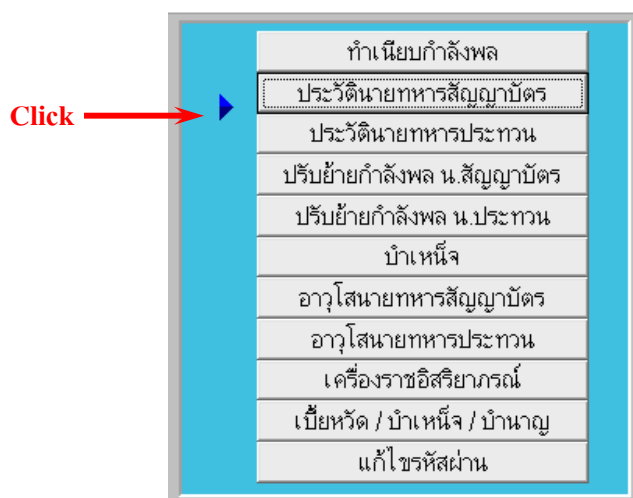 ทำเนียบกำลังพล
ประวัตินายทหารสัญญาบัตร
Click
ประวัตินายทหารประทวน
ปรับย้ายกำลังพล น.สัญญาบัตร
ปรับย้ายกำลังพล น.ประทวน
บำเหน็จ
อาวุโสนายทหารสัญญาบัตร
อาวุโสนายทหารประทวน
เครื่องราชอิสริยาภรณ์
เบี้ยหวัด / บำเหน็จ / บำนาญ
แก้ไขรหัสผ่าน